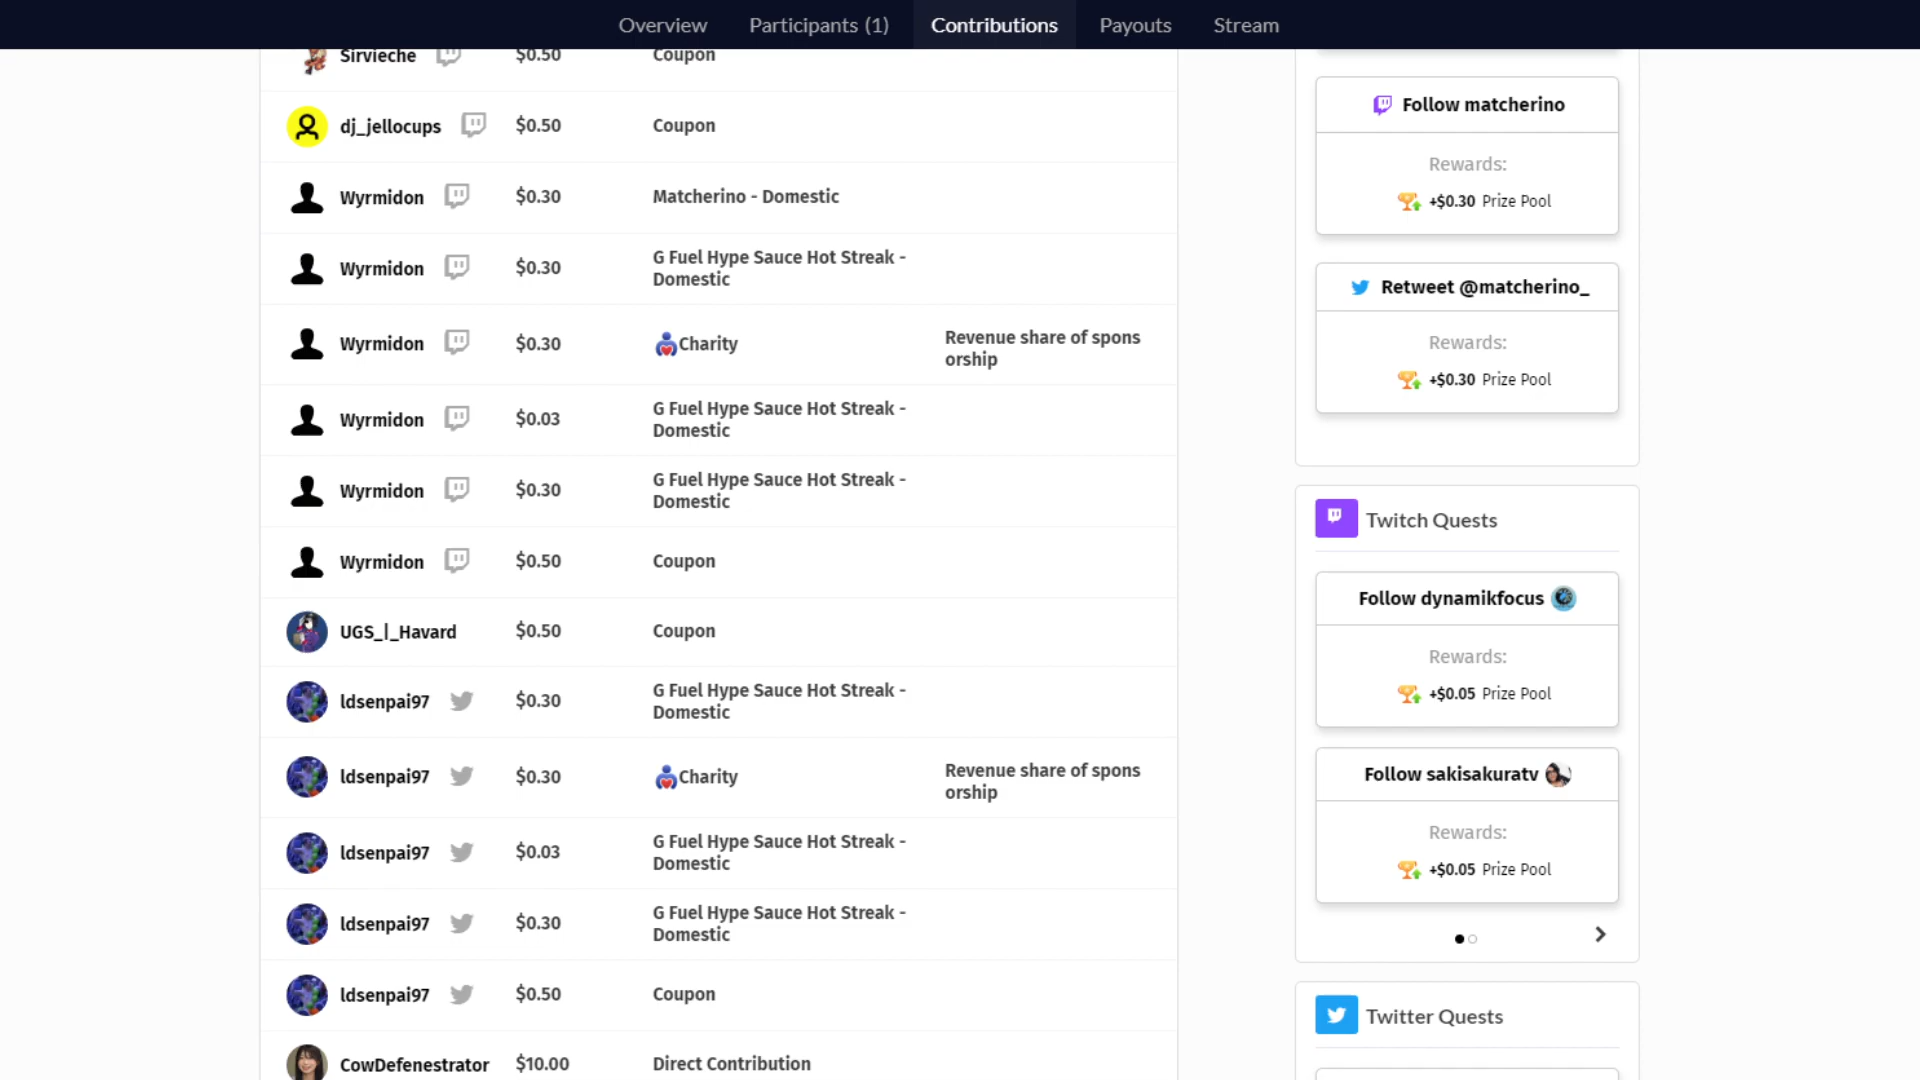 Overview Participants (1) Contributions Payouts Stream
Sirvieche $0.50 Coupon
dj_jellocups $0.50 Coupon
Wyrmidon $0.30 Matcherino - Domestic
Wyrmidon $0.30 G Fuel Hype Sauce Hot Streak -
Domestic
Wyrmidon $0.30 Charity Revenue share of spons
orship
Wyrmidon $0.03 G Fuel Hype Sauce Hot Streak -
Domestic
Wyrmidon $0.30 G Fuel Hype Sauce Hot Streak -
Domestic
Wyrmidon $0.50 Coupon
UGS_|_Havard $0.50 Coupon
ldsenpai97 $0.30 G Fuel Hype Sauce Hot Streak -
Domestic
ldsenpai97 $0.30 Charity Revenue share of spons
orship
ldsenpai97 $0.03 G Fuel Hype Sauce Hot Streak -
Domestic
ldsenpai97 $0.30 G Fuel Hype Sauce Hot Streak -
Domestic
ldsenpai97 $0.50 Coupon
CowDefenestrator $10.00 Direct Contribution
Follow matcherino
Rewards:
+$0.30 Prize Pool
Retweet @matcherino_
Rewards:
+$0.30 Prize Pool
Twitch Quests
Follow dynamikfocus
Rewards:
+$0.05 Prize Pool
Follow sakisakuratv
Rewards:
+$0.05 Prize Pool
Twitter Quests